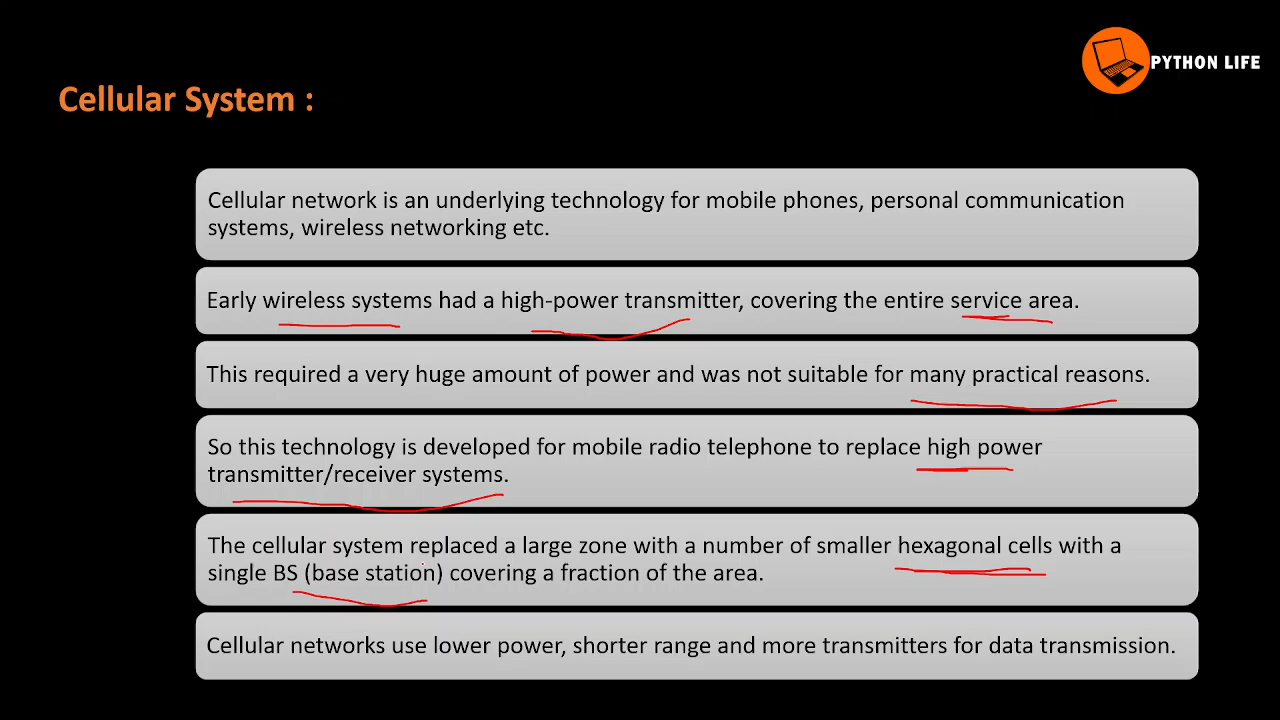 PYTHON LIFE
Cellular System :
Cellular network is an underlying technology for mobile phones, personal communication
systems, wireless networking etc.
Early wireless systems had a high-power transmitter, covering the entire service area.
This required a very huge amount of power and was not suitable for many practical reasons.
So this technology is developed for mobile radio telephone to replace high power
transmitter/receiver systems.
The cellular system replaced a large zone with a number of smaller hexagonal cells with a
single BS (base station) covering a fraction of the area.
Cellular networks use lower power, shorter range and more transmitters for data transmission.